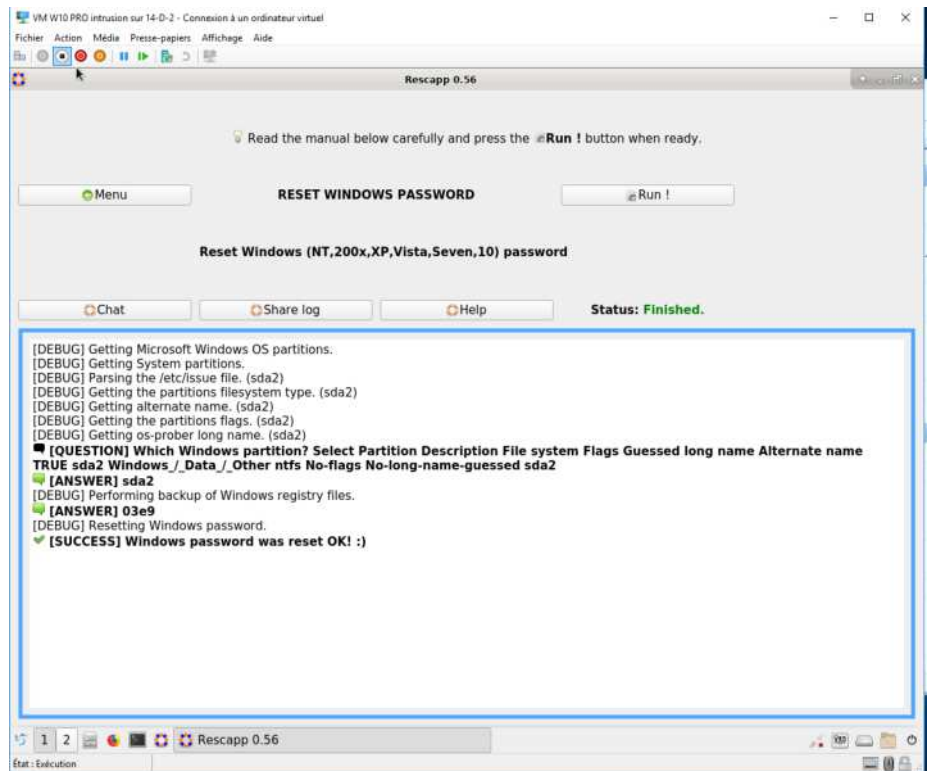 VM W10 PRO intrusion sur 14-D-2 - Connexion à un ordinateur virtuel
Fichier Action Média Presse-papiers Affichage Aide
Rescapp 0.56
Read the manual below carefully and press the Run ! button when ready.
Menu RESET WINDOWS PASSWORD Run !
Reset Windows (NT,200x,XP,Vista,Seven,10) password
Chat Share log Help Status: Finished.
[DEBUG] Getting Microsoft Windows OS partitions.
[DEBUG] Getting System partitions.
[DEBUG] Parsing the /etc/issue file. (sda2)
[DEBUG] Getting the partitions filesystem type. (sda2)
[DEBUG] Getting alternate name. (sda2)
[DEBUG] Getting the partitions flags. (sda2)
[DEBUG] Getting os-prober long name. (sda2)
[QUESTION] Which Windows partition? Select Partition Description File system Flags Guessed long name Alternate name
TRUE sda2 Windows_/_Data_/_Other ntfs No-flags No-long-name-guessed sda2
[ANSWER] sda2
[DEBUG] Performing backup of Windows registry files.
[ANSWER] 03e9
[DEBUG] Resetting Windows password.
[SUCCESS] Windows password was reset OK! :)
1 2 Rescapp 0.56
État : Exécution